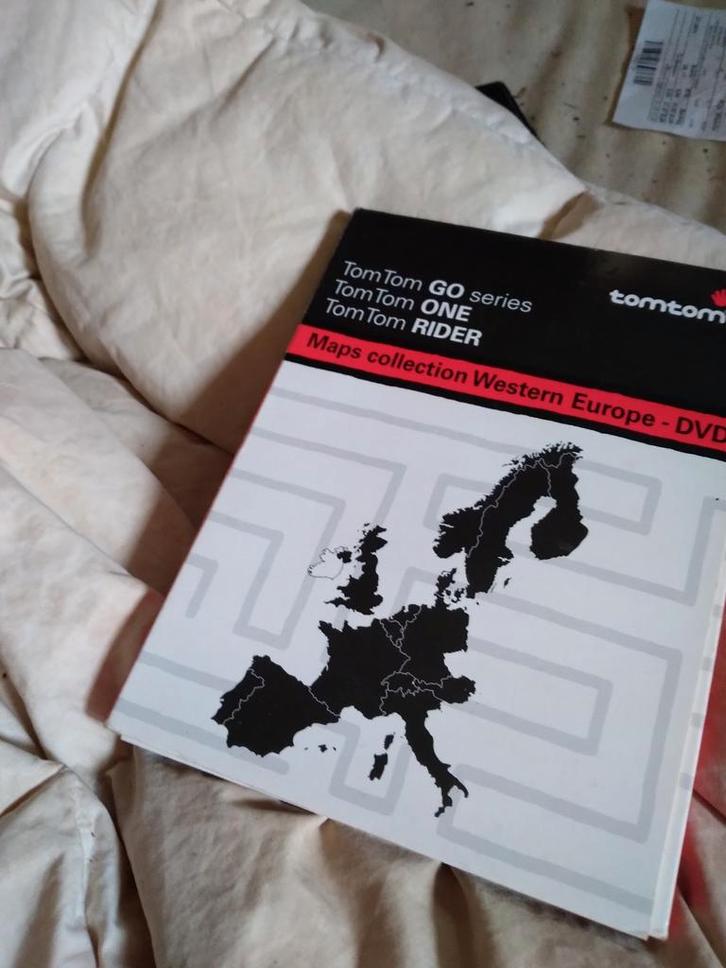 TomTom GO series
TomTom ONE
TomTom RIDER
tomtom
Maps collection Western Europe - DVD